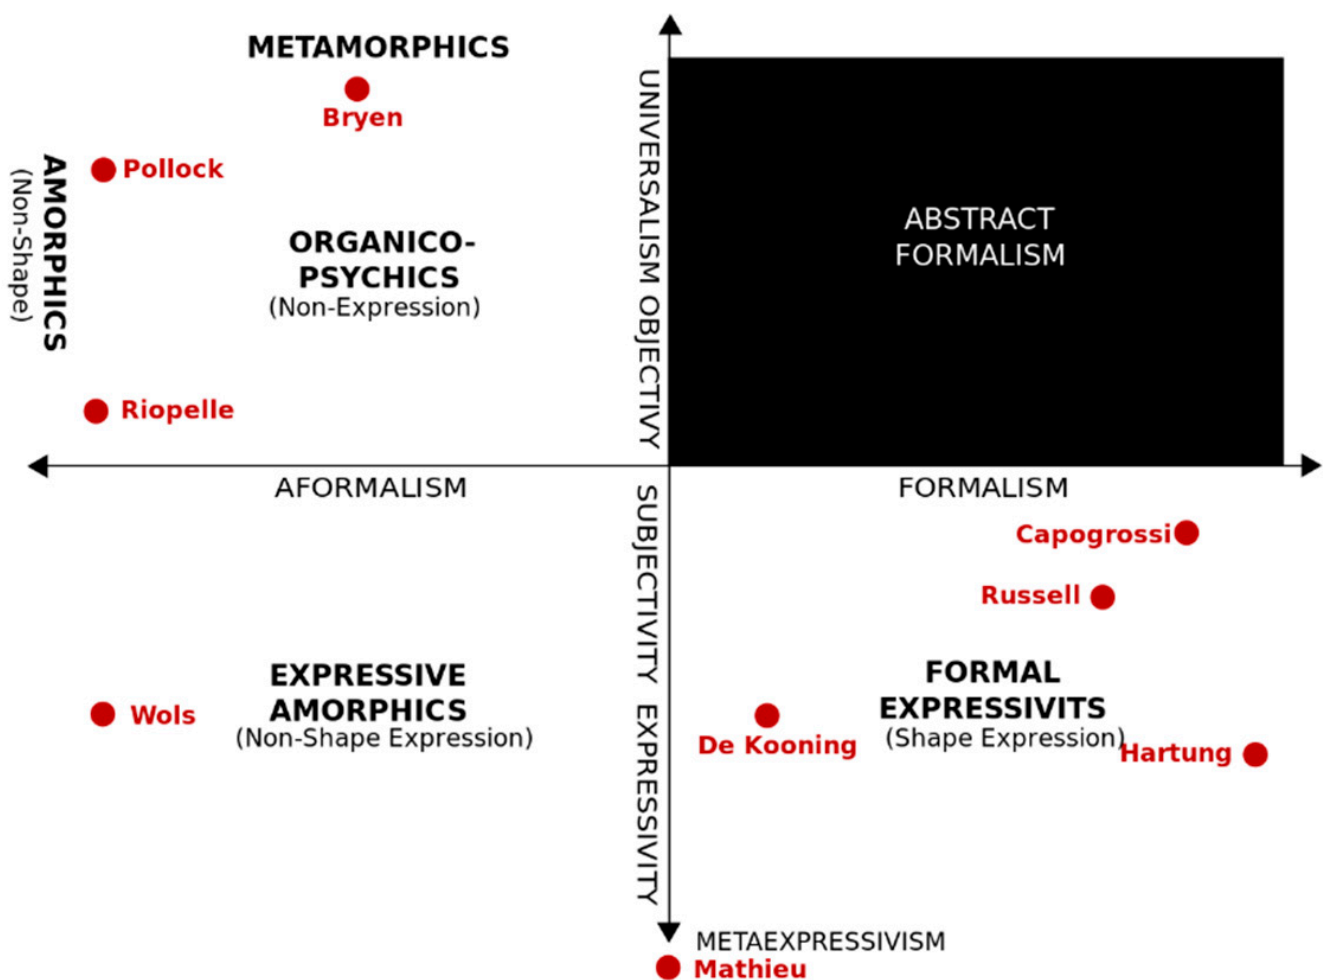 METAMORPHICS
Bryen
Pollock
AMORPHICS
(Non-Shape)
ORGANICO-
PSYCHICS
(Non-Expression)
Riopelle
UNIVERSALISM OBJECTIVY
ABSTRACT
FORMALISM
AFORMALISM
FORMALISM
SUBJECTIVITY EXPRESSIVITY
Capogrossi
Russell
EXPRESSIVE
AMORPHICS
(Non-Shape Expression)
Wols
FORMAL
EXPRESSIVITS
(Shape Expression)
De Kooning
Hartung
METAEXPRESSIVISM
Mathieu